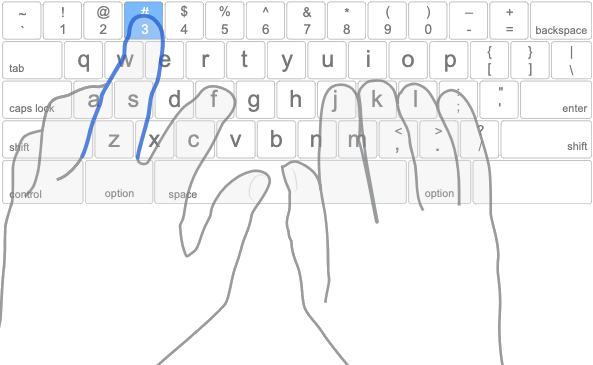 ~ ! @ # $ % ^ & * ( ) – +
` 1 2 3 4 5 6 7 8 9 0 - = backspace
tab q w e r t y u i o p { [ } ] | \
caps lock a s d f g h j k l : ; " ' enter
shift z x c v b n m < , > . ? / shift
control option space option